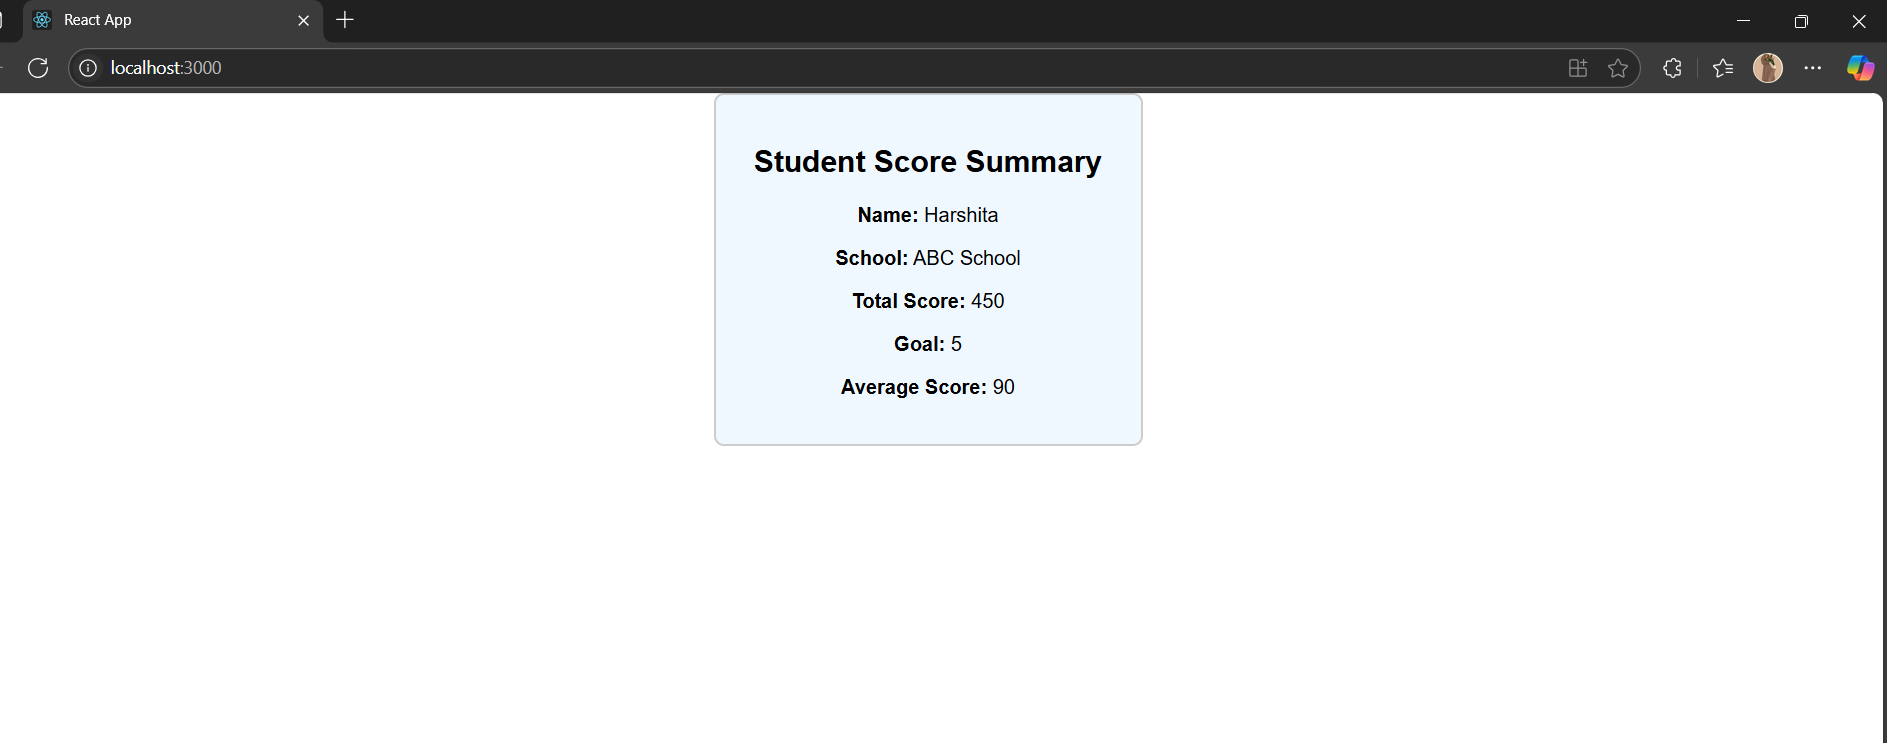 React App
localhost:3000
Student Score Summary
Name: Harshita
School: ABC School
Total Score: 450
Goal: 5
Average Score: 90